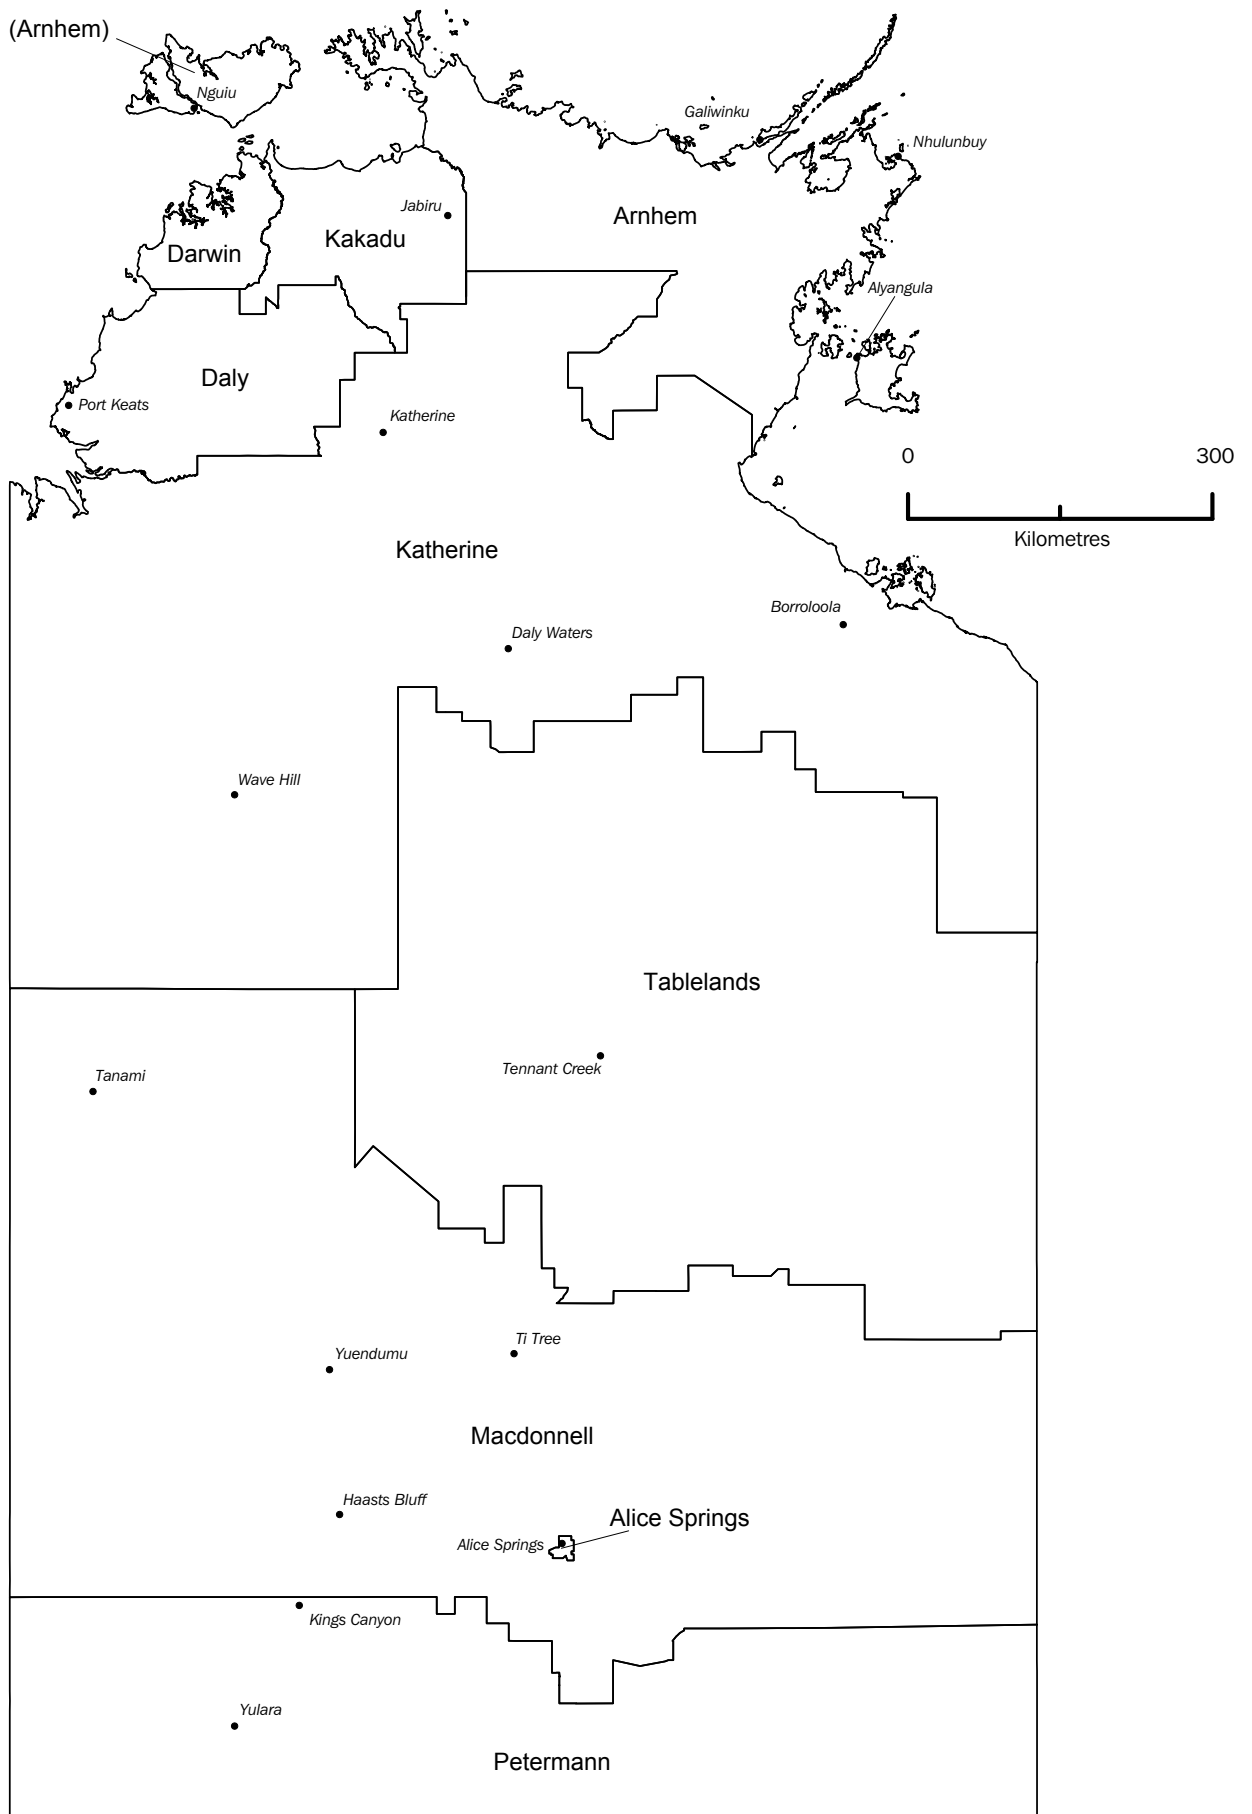 (Arnhem)
Nguiu
Galiwinku
Nhulunbuy
Jabiru
Arnhem
Kakadu
Darwin
Alyangula
Daly
Port Keats
Katherine
0 300
Kilometres
Katherine
Borroloola
Daly Waters
Wave Hill
Tablelands
Tennant Creek
Tanami
Ti Tree
Yuendumu
Macdonnell
Haasts Bluff
Alice Springs
Alice Springs
Kings Canyon
Yulara
Petermann